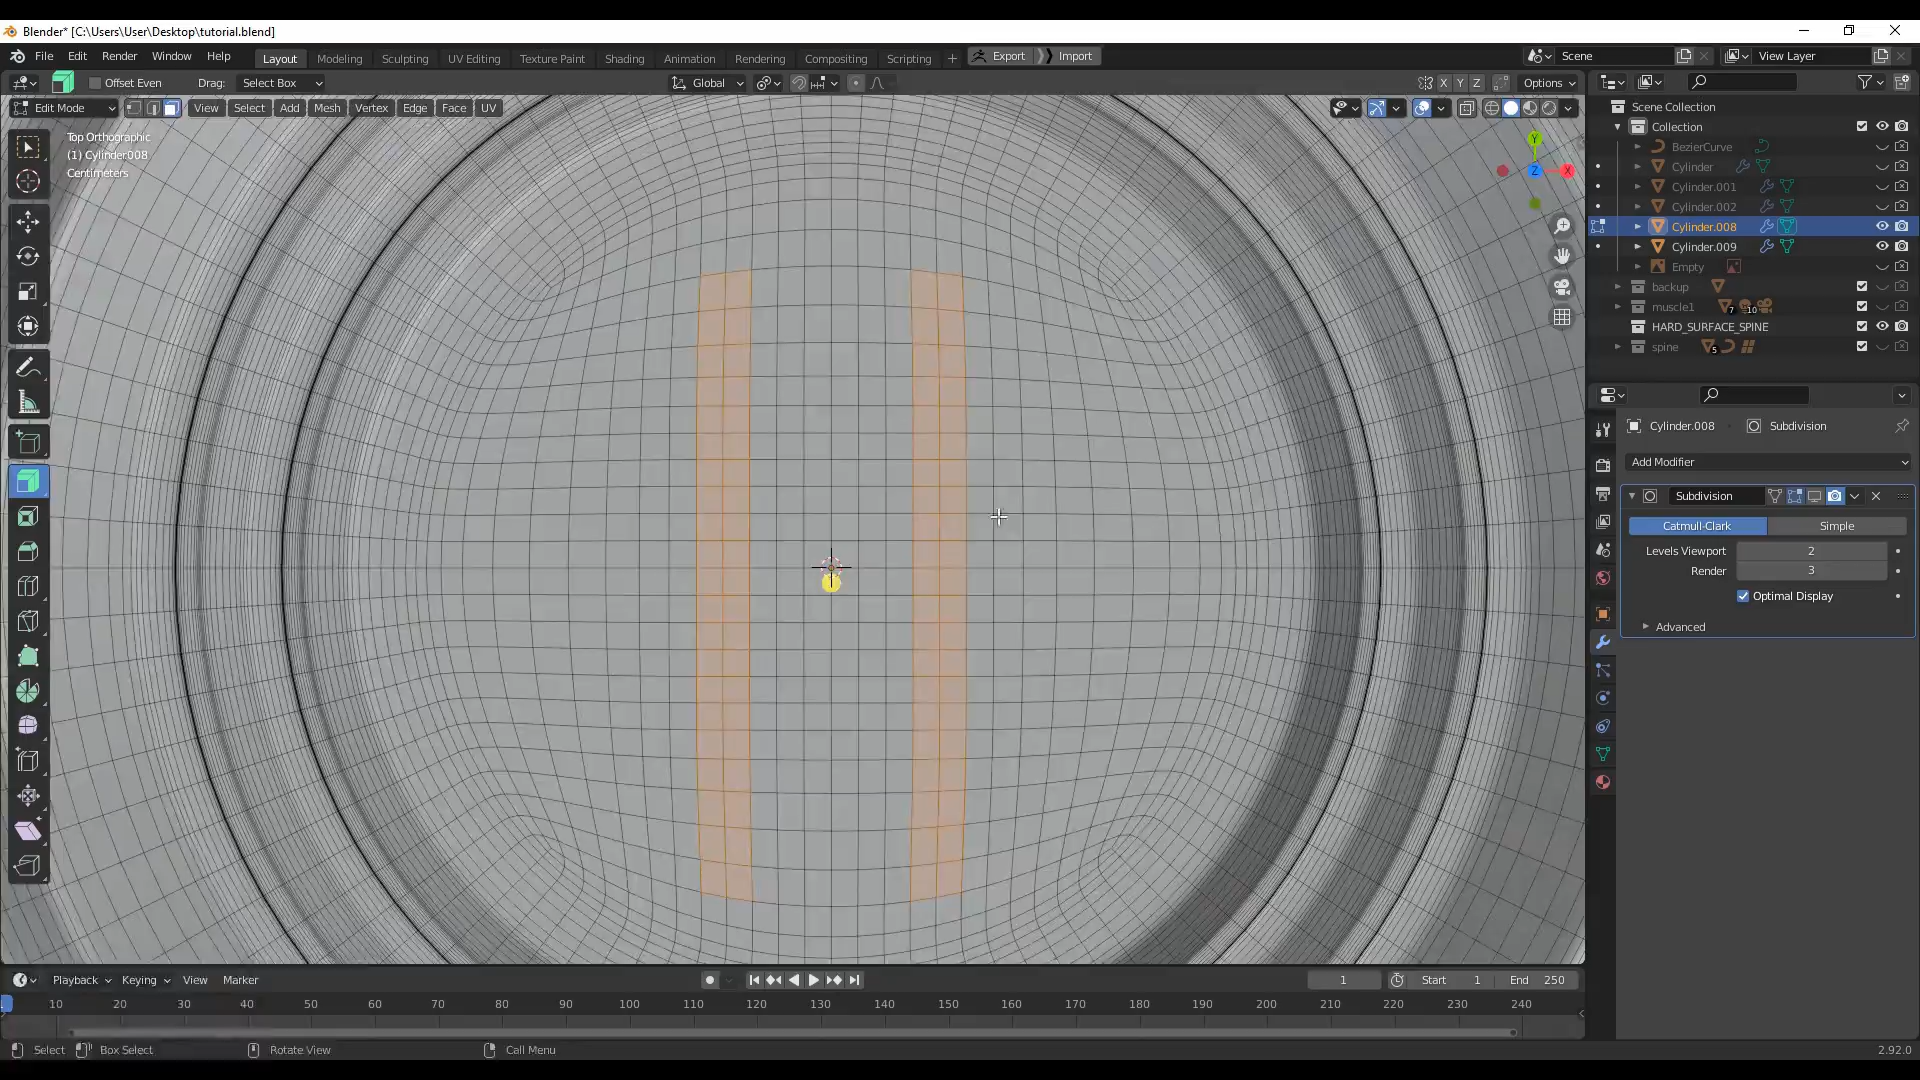 Blender* [C:\Users\User\Desktop\tutorial.blend]
File Edit Render Window Help Layout Modeling Sculpting UV Editing Texture Paint Shading Animation Rendering Compositing Scripting + Export Import Scene View Layer
Offset Even Drag: Select Box Global X Y Z Options
Edit Mode View Select Add Mesh Vertex Edge Face UV
Top Orthographic
(1) Cylinder.008
Centimeters
Y
Z X
Scene Collection
Collection
BezierCurve
Cylinder
Cylinder.001
Cylinder.002
Cylinder.008
Cylinder.009
Empty
backup
muscle1 7 10
HARD_SURFACE_SPINE
spine 5
Cylinder.008 Subdivision
Add Modifier
Subdivision
Catmull-Clark Simple
Levels Viewport 2
Render 3
Optimal Display
Advanced
Playback Keying View Marker 1 Start 1 End 250
10 20 30 40 50 60 70 80 90 100 110 120 130 140 150 160 170 180 190 200 210 220 230 240
Select Box Select Rotate View Call Menu 2.92.0